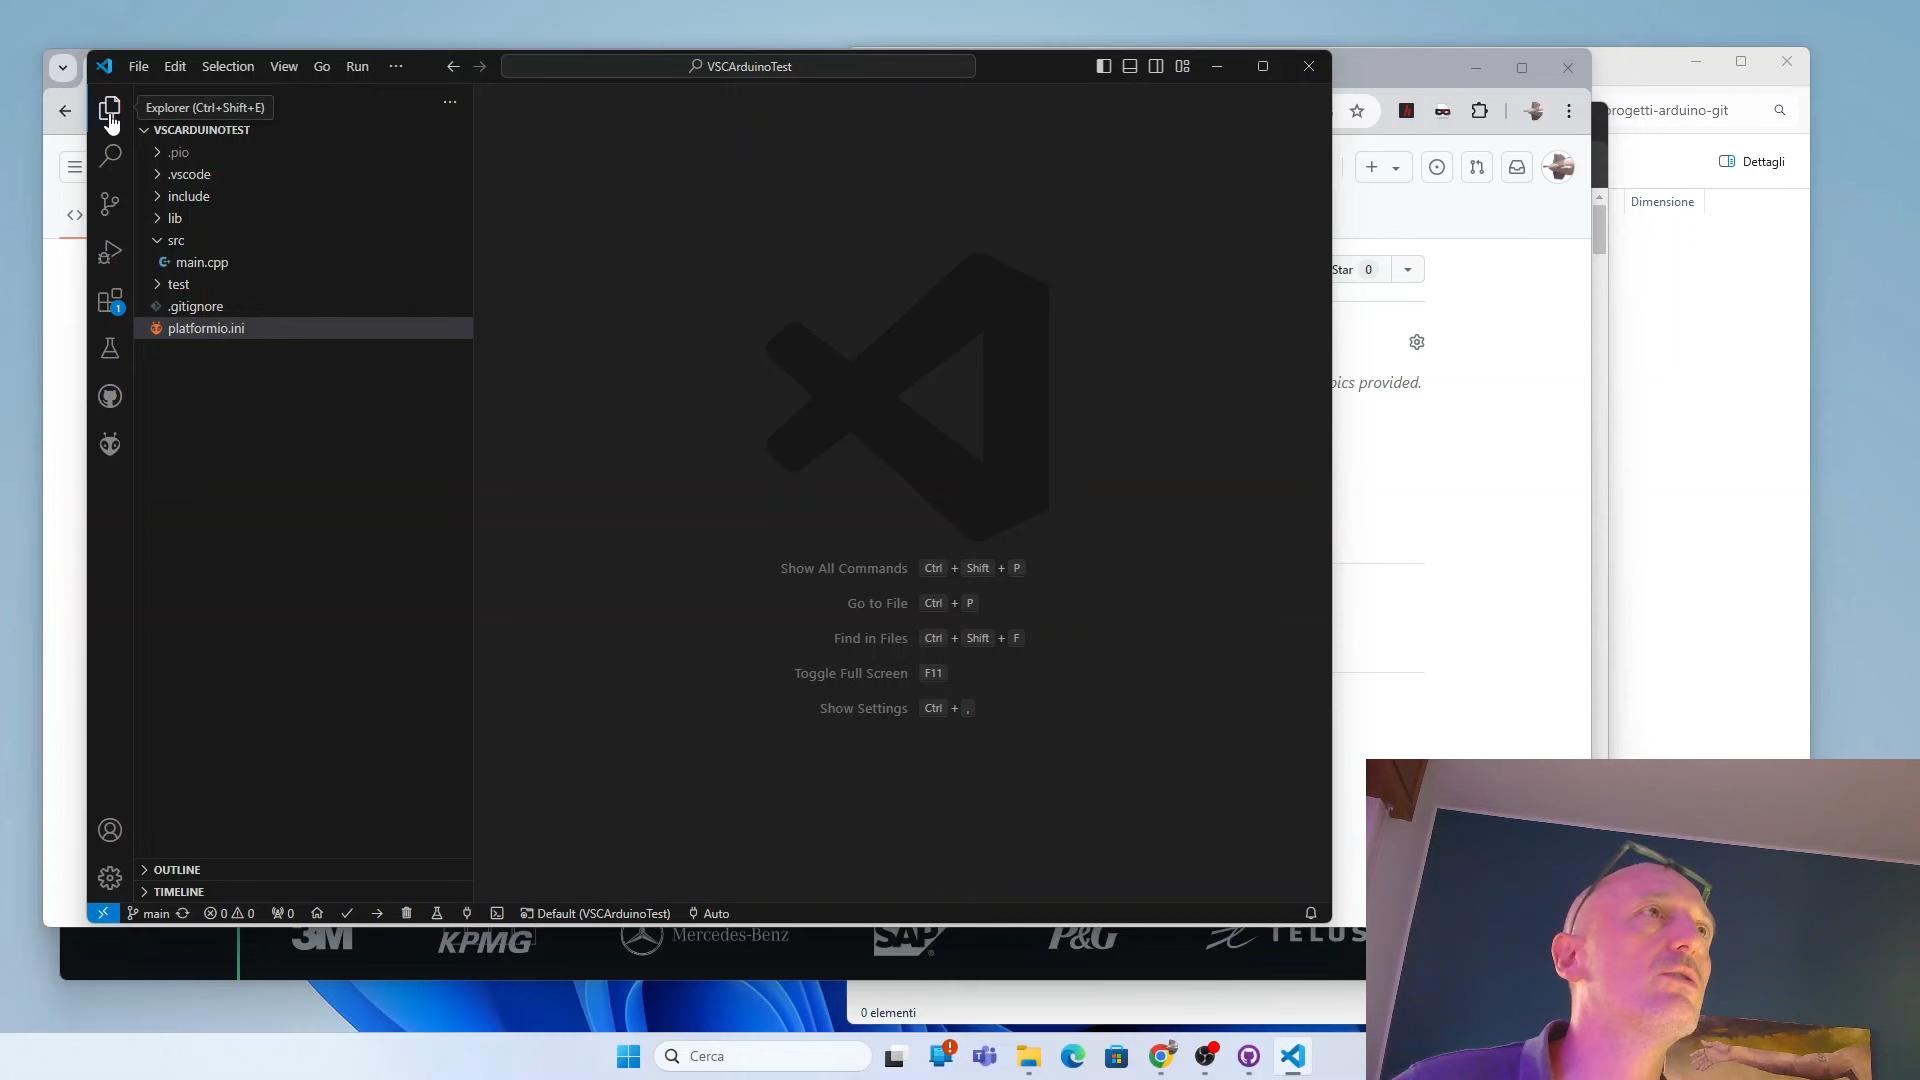 File Edit Selection View Go Run ··· VSCArduinoTest
Explorer (Ctrl+Shift+E)
VSCARDUINOTEST
.pio
.vscode
include
lib
src
main.cpp
test
.gitignore
platformio.ini
Show All Commands Ctrl + Shift + P
Go to File Ctrl + P
Find in Files Ctrl + Shift + F
Toggle Full Screen F11
Show Settings Ctrl + ,
OUTLINE
TIMELINE
main 0 0 0 Default (VSCArduinoTest) Auto
1
progetti-arduino-git
Dettagli
Dimensione
Star 0
pics provided.
3M KPMG Mercedes-Benz SAP P&G TELUS
0 elementi
Cerca